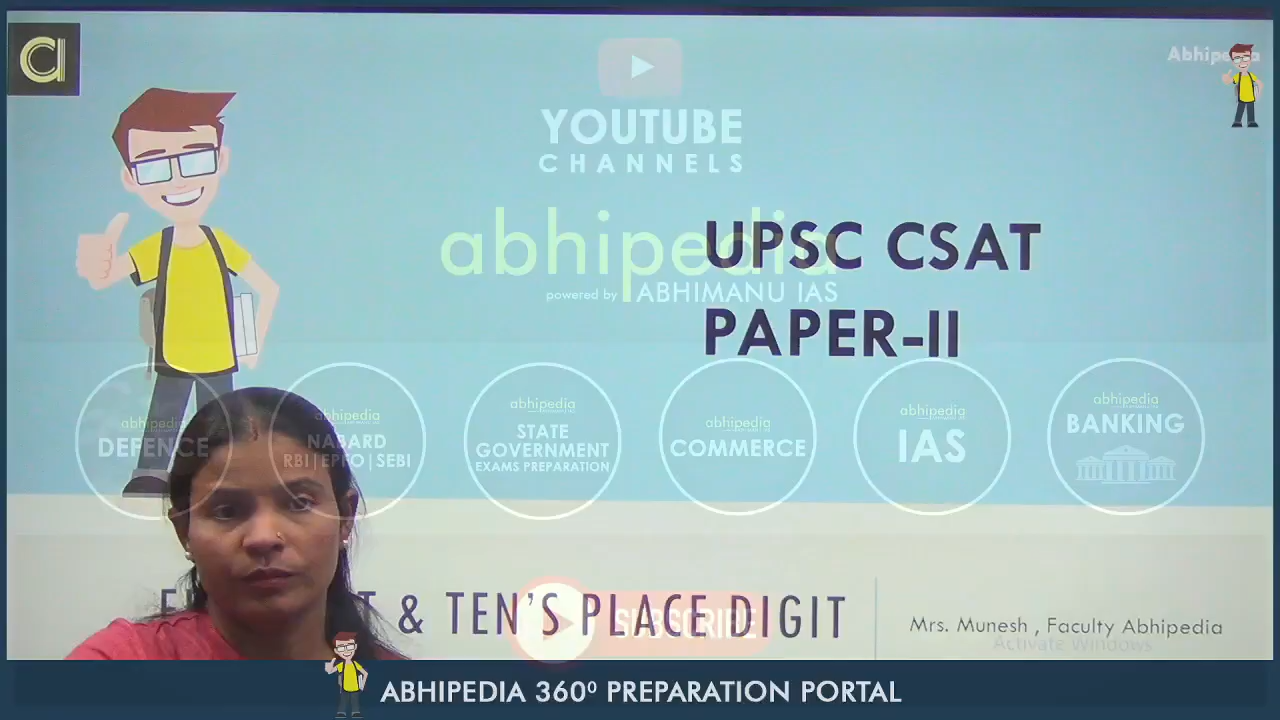 Abhipedia
YOUTUBE
CHANNELS
abhipedia
powered by ABHIMANU IAS
UPSC CSAT
PAPER-II
abhipedia
DEFENCE
abhipedia
NABARD
RBI | EPFO | SEBI
abhipedia
STATE
GOVERNMENT
EXAMS PREPARATION
abhipedia
COMMERCE
abhipedia
IAS
abhipedia
BANKING
& TEN'S PLACE DIGIT
SUBSCRIBE
Mrs. Munesh , Faculty Abhipedia
Activate Windows
ABHIPEDIA 360⁰ PREPARATION PORTAL